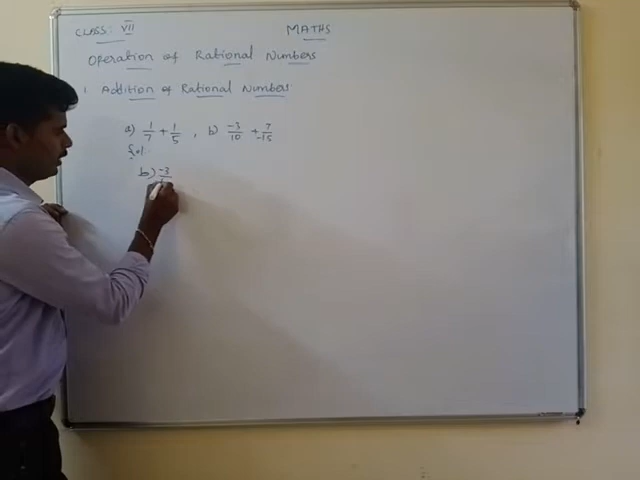 CLASS: VII MATHS
Operation of Rational Numbers
1 Addition of Rational Numbers
a) 1/7 + 1/5 , b) -3/10 + 7/-15
Sol:
b) -3/